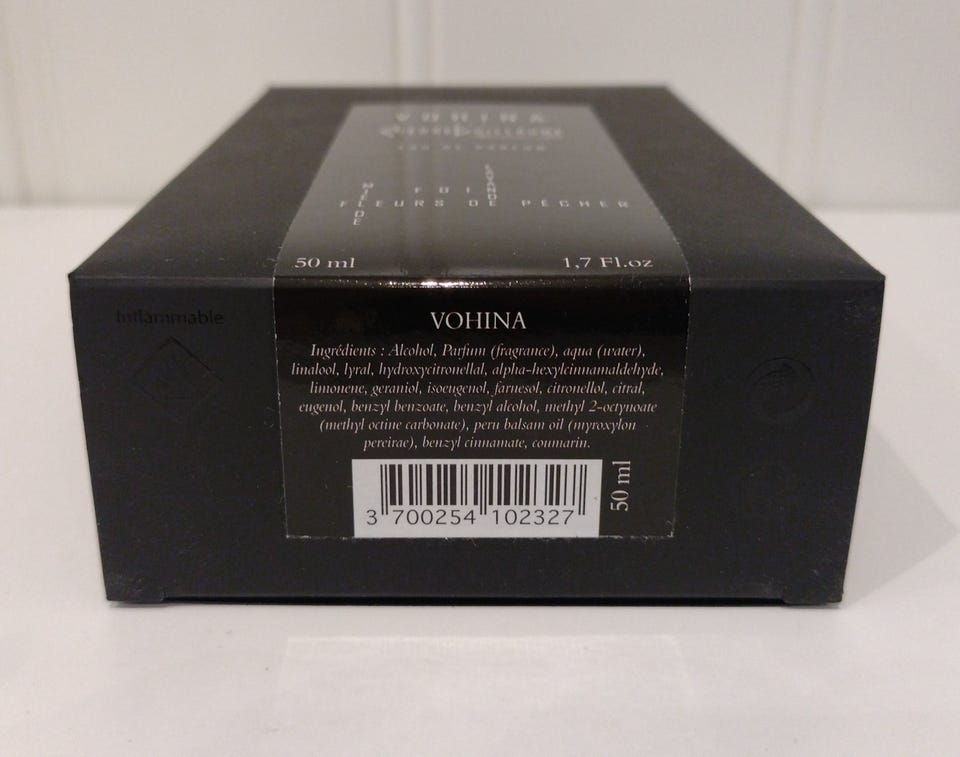 VOHINA
EAU DE PARFUM
LAVANDE
MIEL DE
FOI
FLEURS DE PÊCHER
50 ml
1,7 Fl.oz
Inflammable
VOHINA
Ingrédients : Alcohol, Parfum (fragrance), aqua (water),
linalool, lyral, hydroxycitronellal, alpha-hexylcinnamaldehyde,
limonene, geraniol, isoeugenol, farnesol, citronellol, citral,
eugenol, benzyl benzoate, benzyl alcohol, methyl 2-octynoate
(methyl octine carbonate), peru balsam oil (myroxylon
pereirae), benzyl cinnamate, coumarin.
3 700254 102327
50 ml